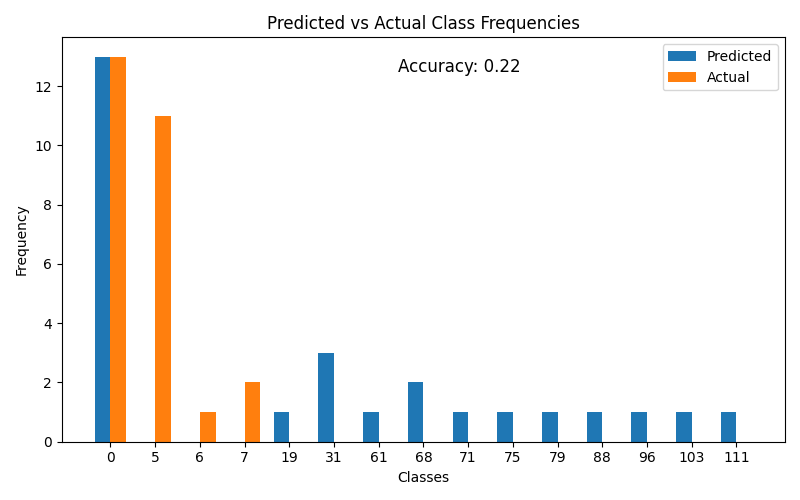 Predicted vs Actual Class Frequencies
Accuracy: 0.22
Predicted
Actual
Frequency
12
10
8
6
4
2
0
0 5 6 7 19 31 61 68 71 75 79 88 96 103 111
Classes